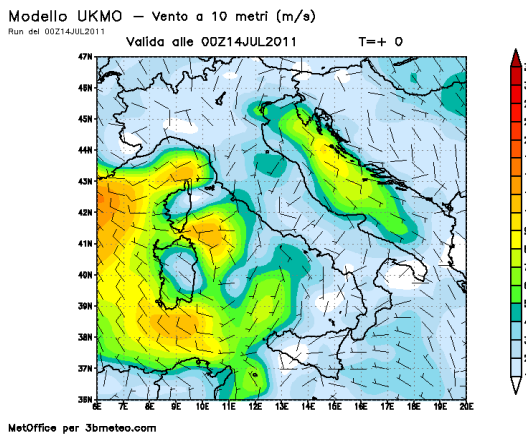 Modello UKMO – Vento a 10 metri (m/s)
Run del 00Z14JUL2011
Valida alle 00Z14JUL2011 T=+ 0
47N
46N
45N
44N
43N
42N
41N
40N
39N
38N
37N
36N
6E 7E 8E 9E 10E 11E 12E 13E 14E 15E 16E 17E 18E 19E 20E
MetOffice per 3bmeteo.com